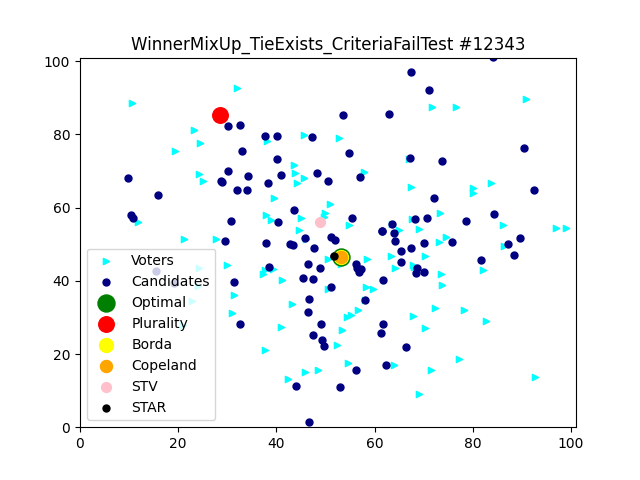 WinnerMixUp_TieExists_CriteriaFailTest #12343
100
80
60
40
20
0
0
20
40
60
80
100
Voters
Candidates
Optimal
Plurality
Borda
Copeland
STV
STAR